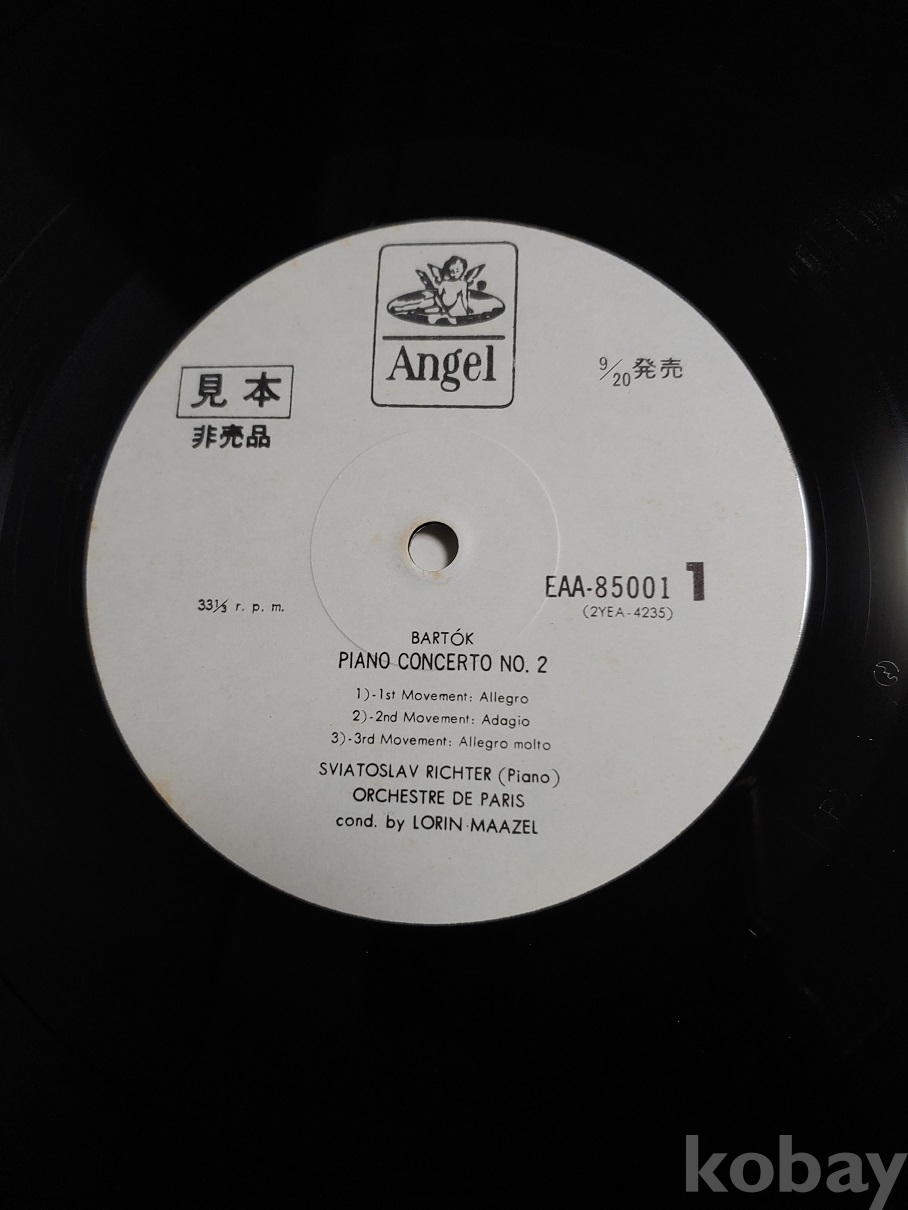 Angel
見本
非売品
9/20発売
33⅓ r. p. m.
EAA-85001 1
(2YEA-4235)
BARTÓK
PIANO CONCERTO NO. 2
1)-1st Movement: Allegro
2)-2nd Movement: Adagio
3)-3rd Movement: Allegro molto
SVIATOSLAV RICHTER (Piano)
ORCHESTRE DE PARIS
cond. by LORIN MAAZEL
kobay